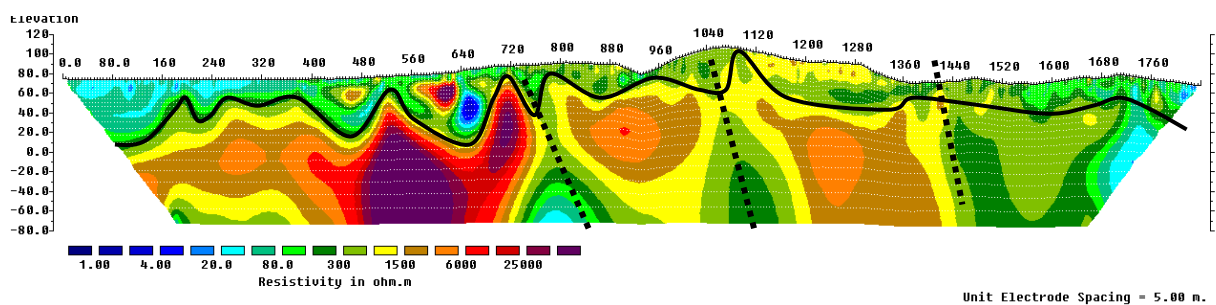 Elevation
120
100
80.0
60.0
40.0
20.0
0.0
-20.0
-40.0
-60.0
-80.0
0.0 80.0 160 240 320 400 480 560 640 720 800 880 960 1040 1120 1200 1280 1360 1440 1520 1600 1680 1760
1.00 4.00 20.0 80.0 300 1500 6000 25000
Resistivity in ohm.m
Unit Electrode Spacing = 5.00 m.